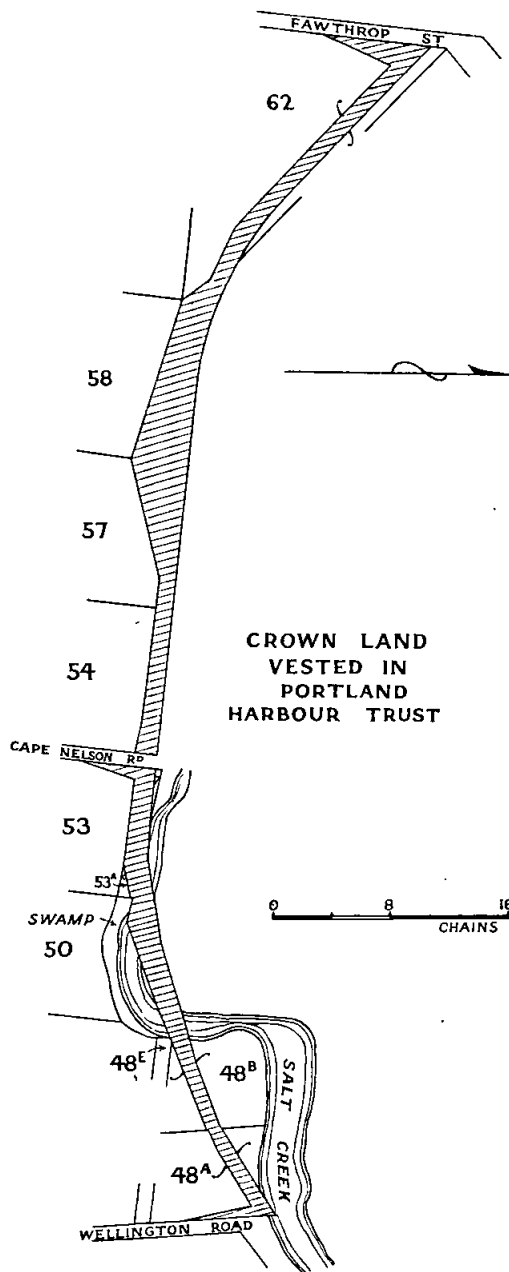 FAWTHROP ST
62
58
57
CROWN LAND
VESTED IN
PORTLAND
HARBOUR TRUST
54
CAPE NELSON RD
53
53A
0 8 16
CHAINS
SWAMP
50
48E
48B
SALT CREEK
48A
WELLINGTON ROAD